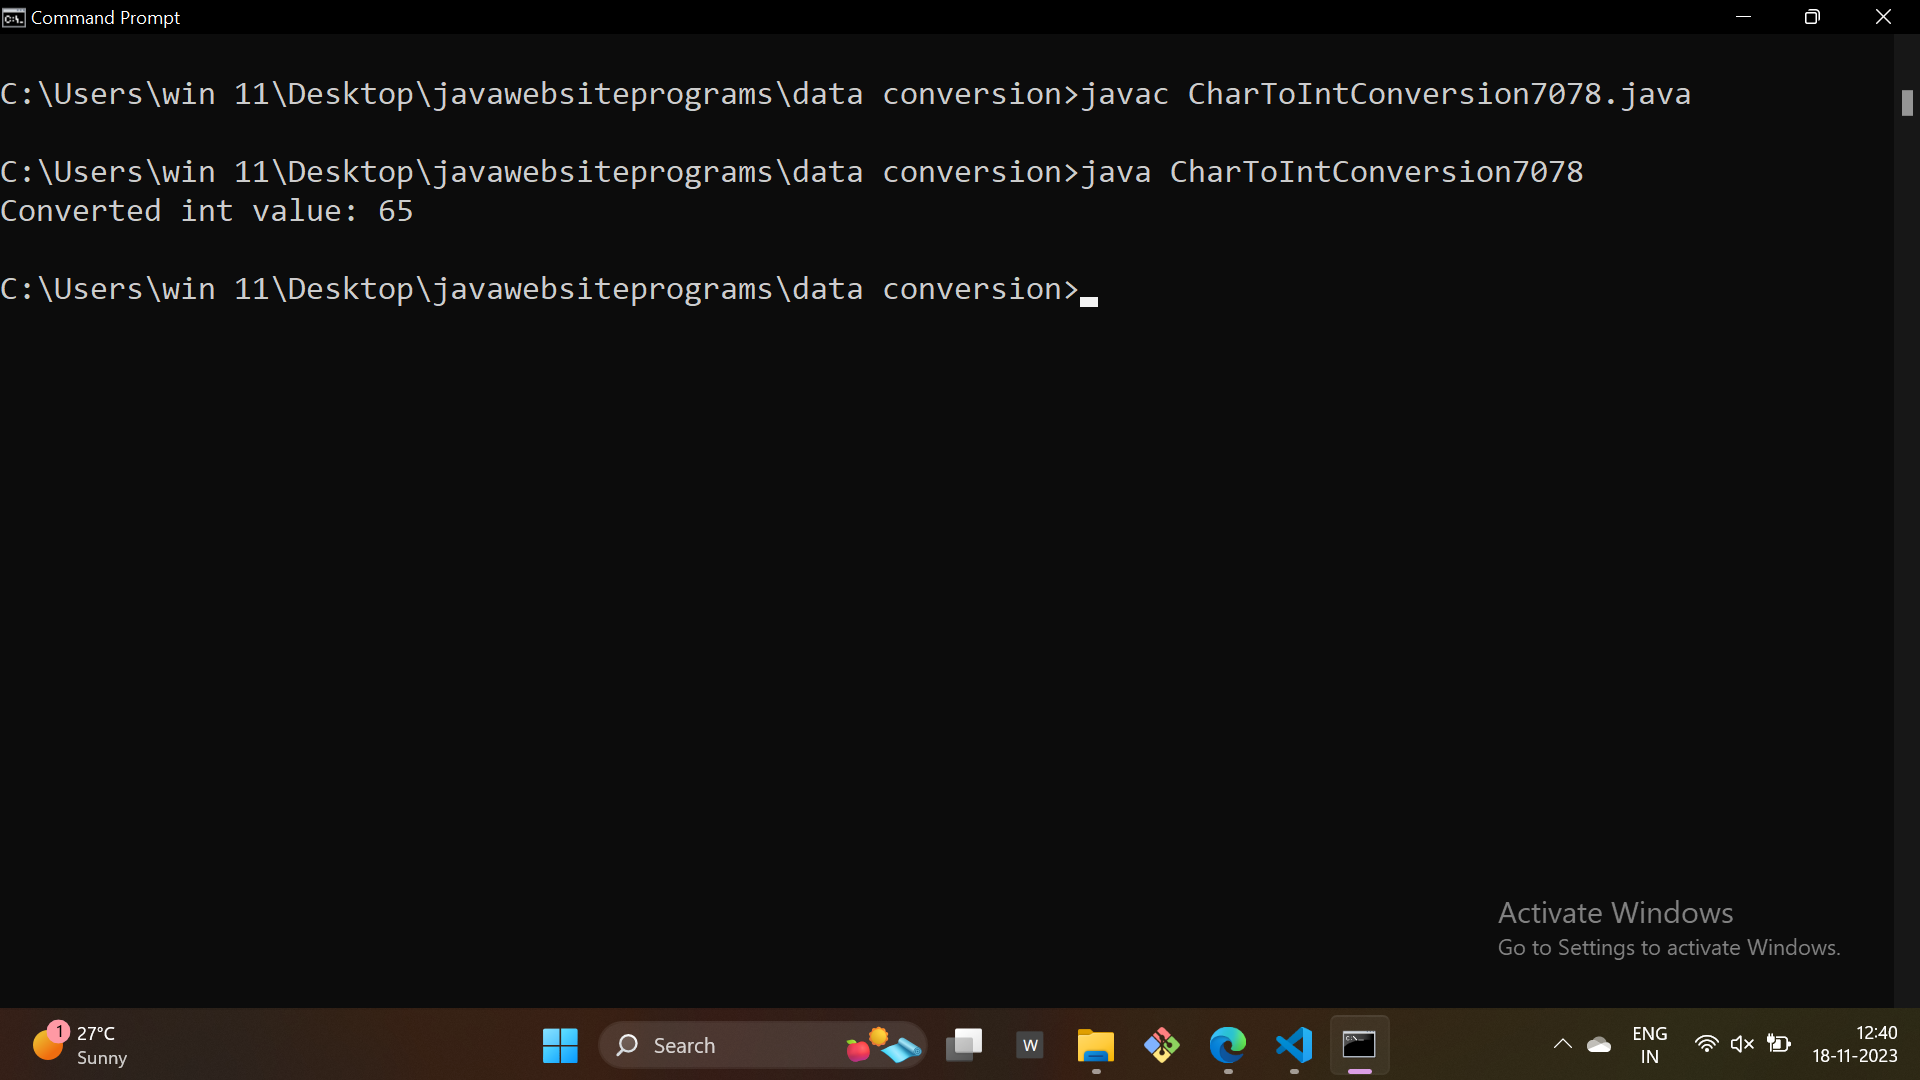 Command Prompt
C:\Users\win 11\Desktop\javawebsiteprograms\data conversion>javac CharToIntConversion7078.java
C:\Users\win 11\Desktop\javawebsiteprograms\data conversion>java CharToIntConversion7078
Converted int value: 65
C:\Users\win 11\Desktop\javawebsiteprograms\data conversion>
Activate Windows
Go to Settings to activate Windows.
1
27°C
Sunny
Search
W
ENG
IN
12:40
18-11-2023